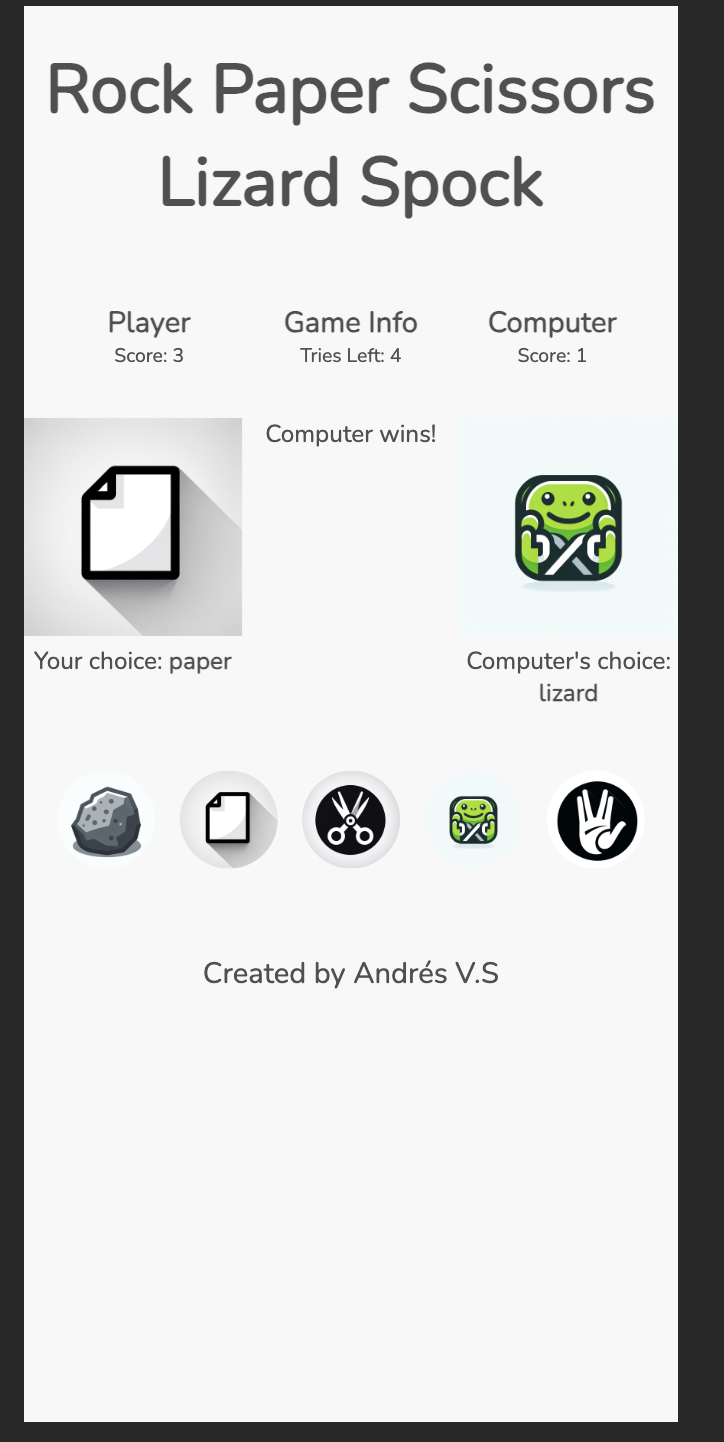 Rock Paper Scissors
Lizard Spock
Player
Score: 3
Game Info
Tries Left: 4
Computer
Score: 1
Your choice: paper
Computer wins!
Computer's choice:
lizard
Created by Andrés V.S